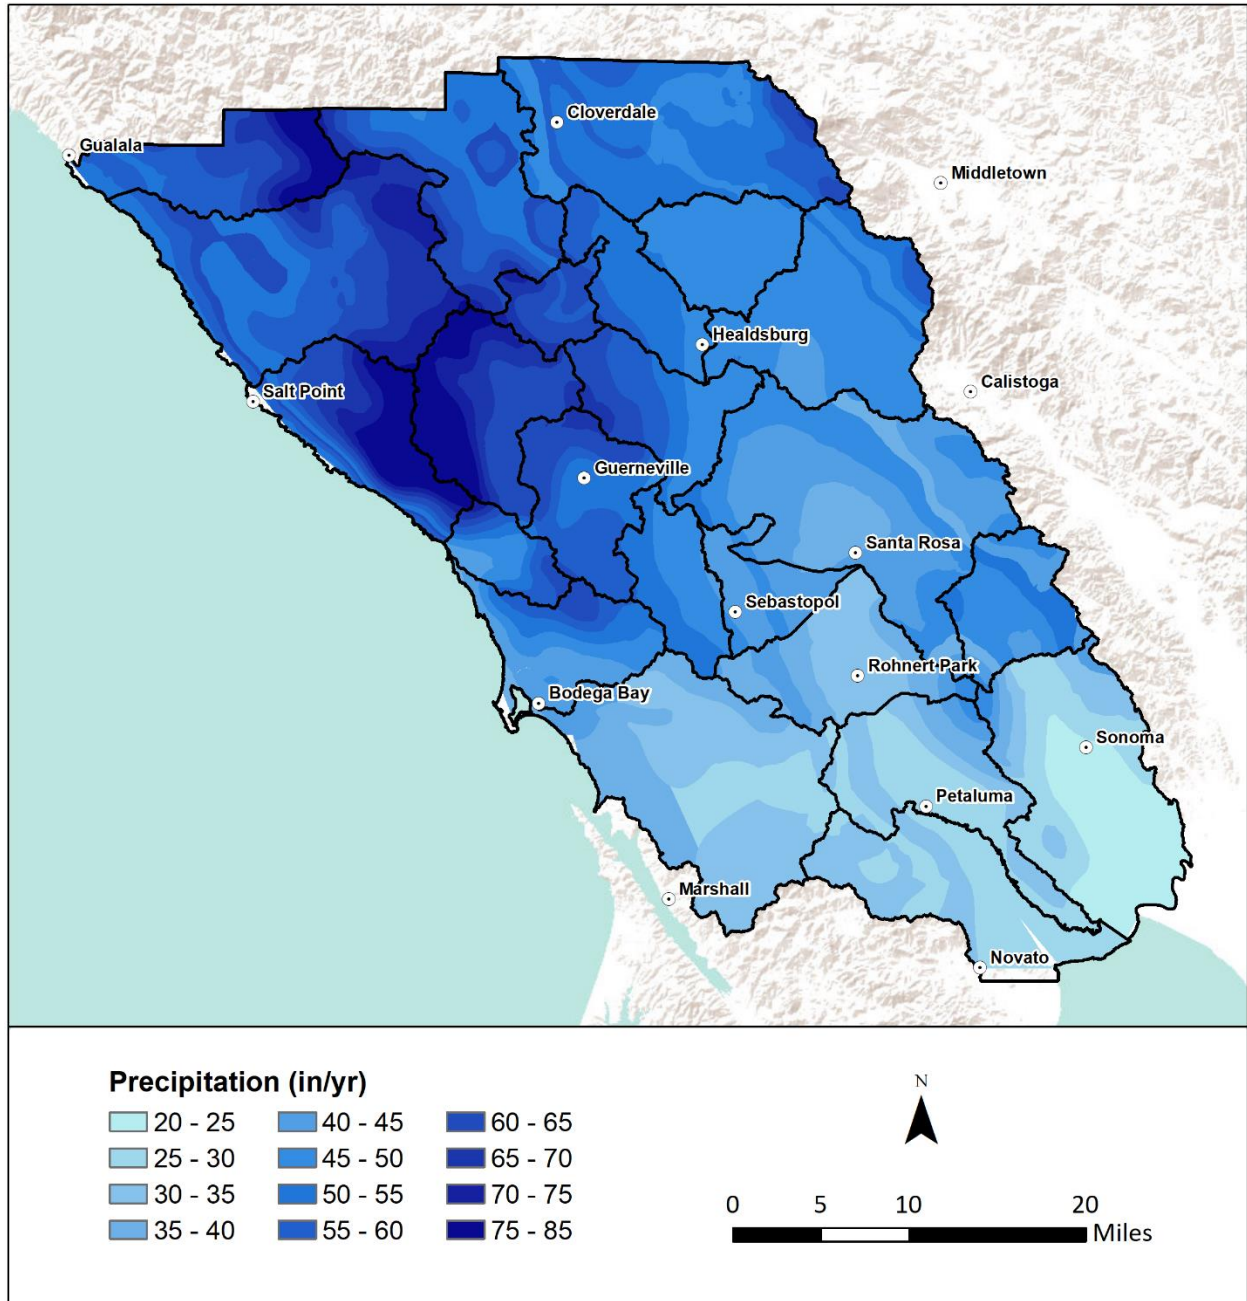 Cloverdale
Gualala
Middletown
Healdsburg
Calistoga
Salt Point
Guerneville
Santa Rosa
Sebastopol
Rohnert Park
Bodega Bay
Sonoma
Petaluma
Marshall
Novato
Precipitation (in/yr)
20 - 25
25 - 30
30 - 35
35 - 40
40 - 45
45 - 50
50 - 55
55 - 60
60 - 65
65 - 70
70 - 75
75 - 85
N
0 5 10 20
Miles